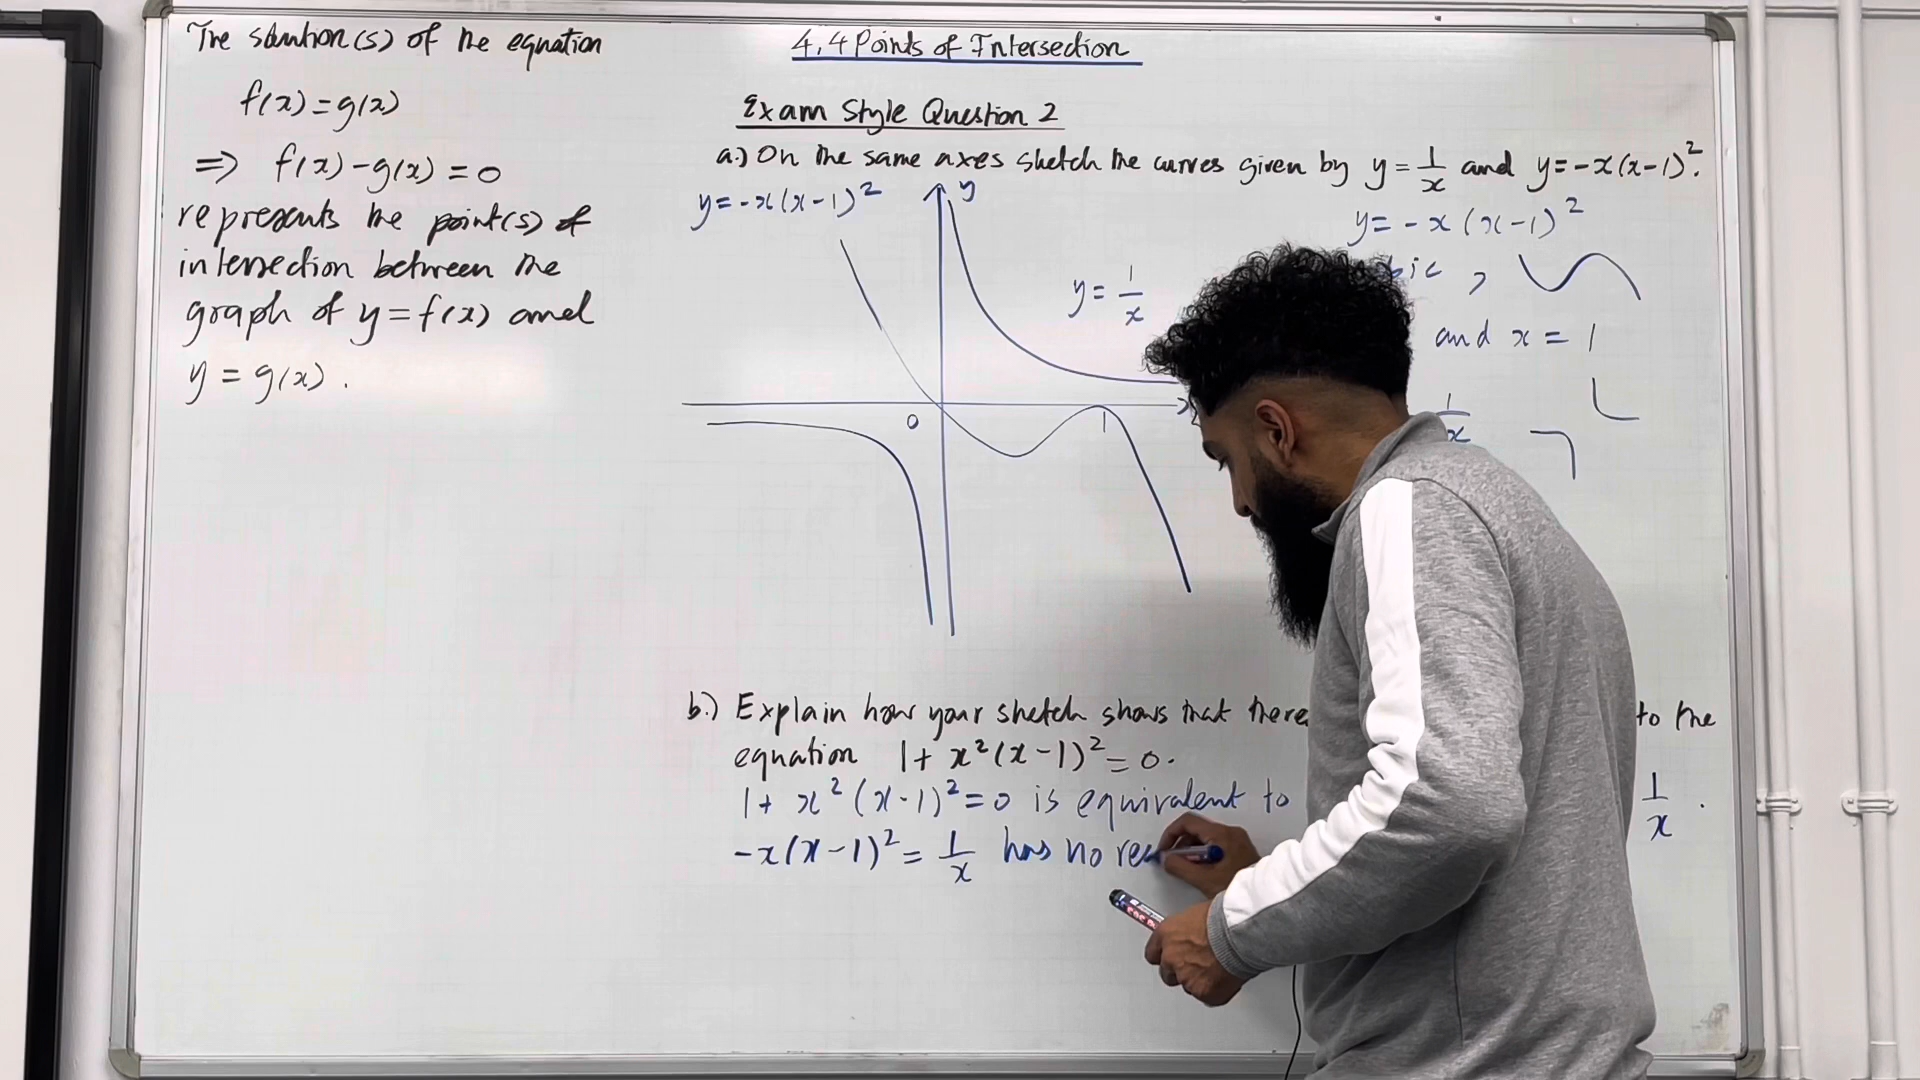 The solution(s) of the equation
f(x)=g(x)
⇒ f(x)-g(x)=0
represents the point(s) of
intersection between the
graph of y=f(x) and
y = g(x).
4.4 Points of Intersection
Exam Style Question 2
a.) On the same axes sketch the curves given by y = 1/x and y=-x(x-1)².
y=-x(x-1)²
y
y = 1/x
0
1
y = -x(x-1)²
,
and x = 1
1/x
b.) Explain how your sketch shows that there to the
equation 1+ x²(x-1)²=0.
1+ x²(x-1)²=0 is equivalent to 1/x .
-x(x-1)² = 1/x has no